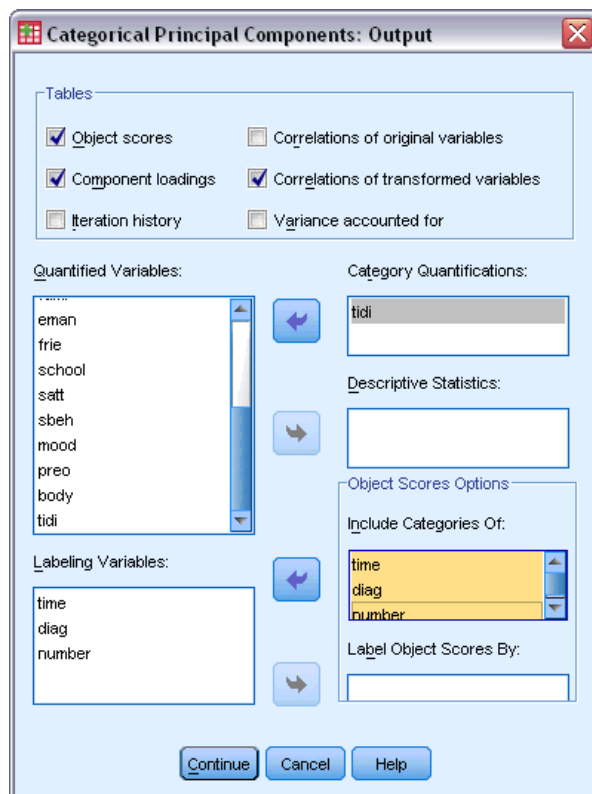 Categorical Principal Components: Output
Tables
Object scores
Correlations of original variables
Component loadings
Correlations of transformed variables
Iteration history
Variance accounted for
Quantified Variables:
eman
frie
school
satt
sbeh
mood
preo
body
tidi
Category Quantifications:
tidi
Descriptive Statistics:
Object Scores Options
Include Categories Of:
time
diag
number
Label Object Scores By:
Labeling Variables:
time
diag
number
Continue
Cancel
Help